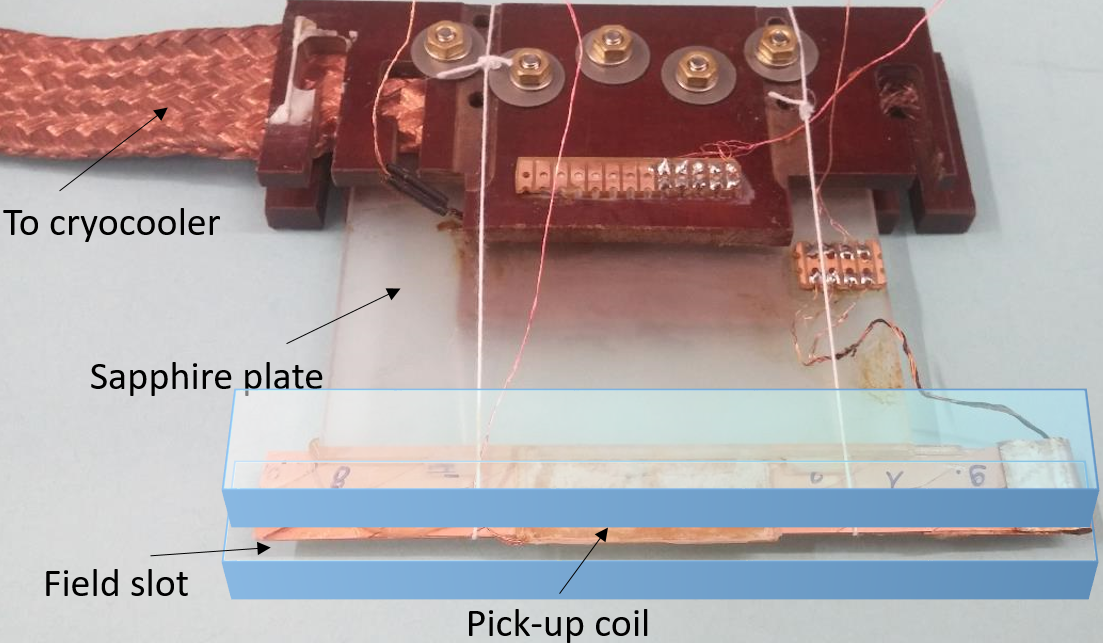 To cryocooler
Sapphire plate
Field slot
Pick-up coil